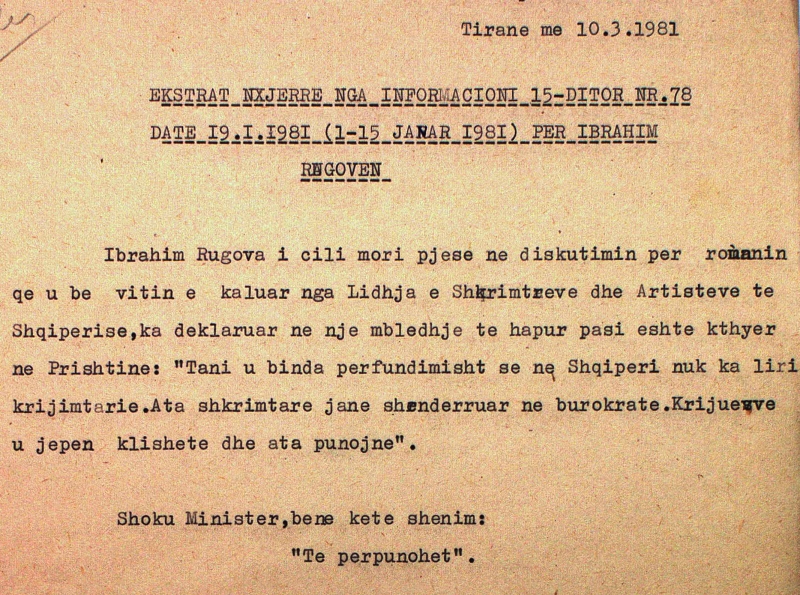 Tirane me 10.3.1981
EKSTRAT NXJERRE NGA INFORMACIONI 15-DITOR NR.78
DATE I9.I.I98I (1-15 JANAR I98I) PER IBRAHIM
RUGOVEN
Ibrahim Rugova i cili mori pjese ne diskutimin per romanin
qe u be vitin e kaluar nga Lidhja e Shkrimtreve dhe Artisteve te
Shqiperise,ka deklaruar ne nje mbledhje te hapur pasi eshte kthyer
ne Prishtine: "Tani u binda perfundimisht se ne Shqiperi nuk ka liri
krijimtarie.Ata shkrimtare jane shnderruar ne burokrate.Krijuesve
u jepen klishete dhe ata punojne".
Shoku Minister,bene kete shenim:
"Te perpunohet".